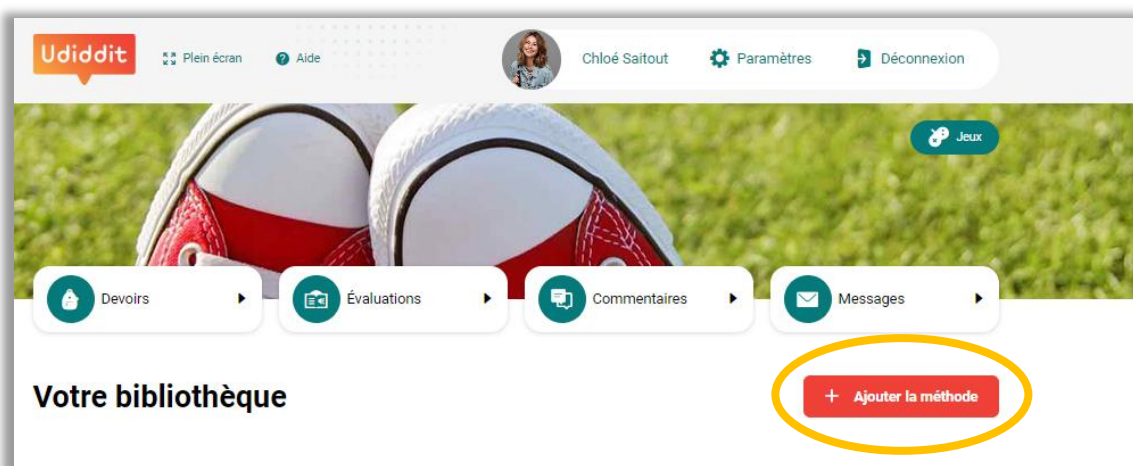 Udiddit
Plein écran
Aide
Chloé Saitout
Paramètres
Déconnexion
Jeux
Devoirs
Évaluations
Commentaires
Messages
Votre bibliothèque
+ Ajouter la méthode